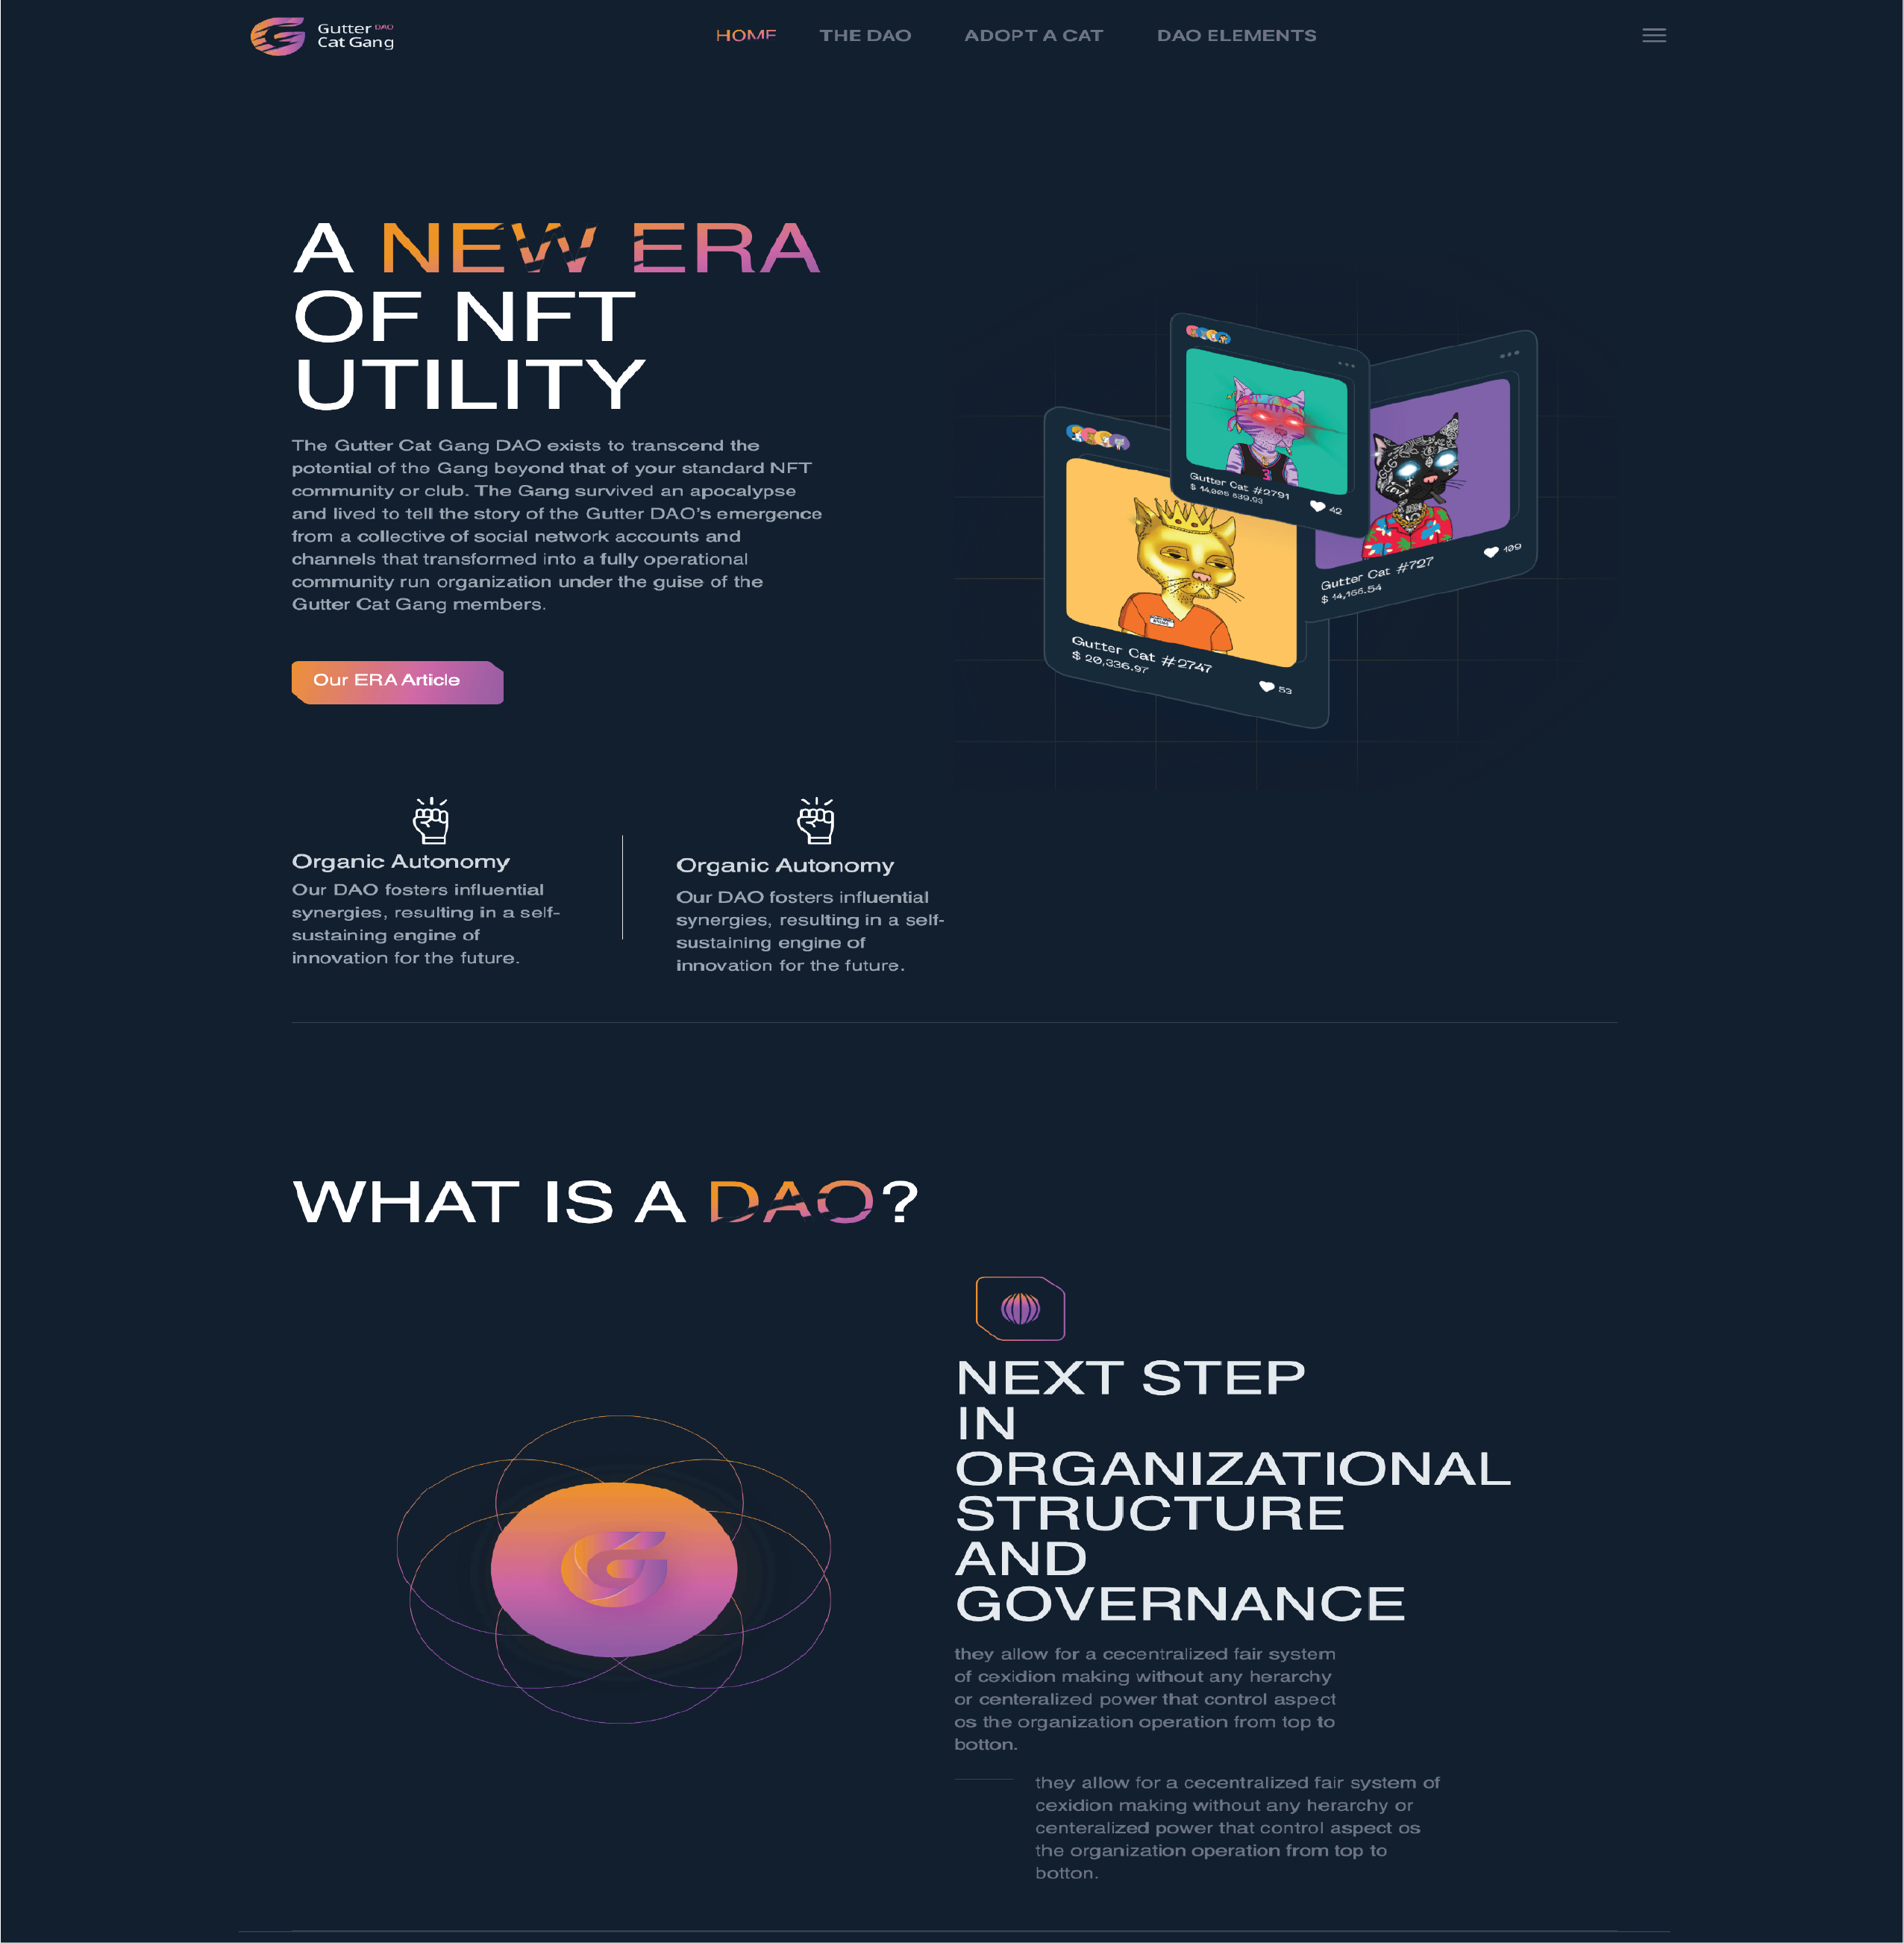 Gutter DAO
Cat Gang
HOME
THE DAO
ADOPT A CAT
DAO ELEMENTS
A NEW ERA
OF NFT
UTILITY
The Gutter Cat Gang DAO exists to transcend the
potential of the Gang beyond that of your standard NFT
community or club. The Gang survived an apocalypse
and lived to tell the story of the Gutter DAO’s emergence
from a collective of social network accounts and
channels that transformed into a fully operational
community run organization under the guise of the
Gutter Cat Gang members.
Our ERA Article
Gutter Cat #2791
42
Gutter Cat #727
$ 14,166.54
109
Gutter Cat #2747
$ 20,336.97
53
Organic Autonomy
Our DAO fosters influential
synergies, resulting in a self-
sustaining engine of
innovation for the future.
Organic Autonomy
Our DAO fosters influential
synergies, resulting in a self-
sustaining engine of
innovation for the future.
WHAT IS A DAO?
NEXT STEP
IN
ORGANIZATIONAL
STRUCTURE
AND
GOVERNANCE
they allow for a cecentralized fair system
of cexidion making without any herarchy
or centeralized power that control aspect
os the organization operation from top to
botton.
they allow for a cecentralized fair system of
cexidion making without any herarchy or
centeralized power that control aspect os
the organization operation from top to
botton.